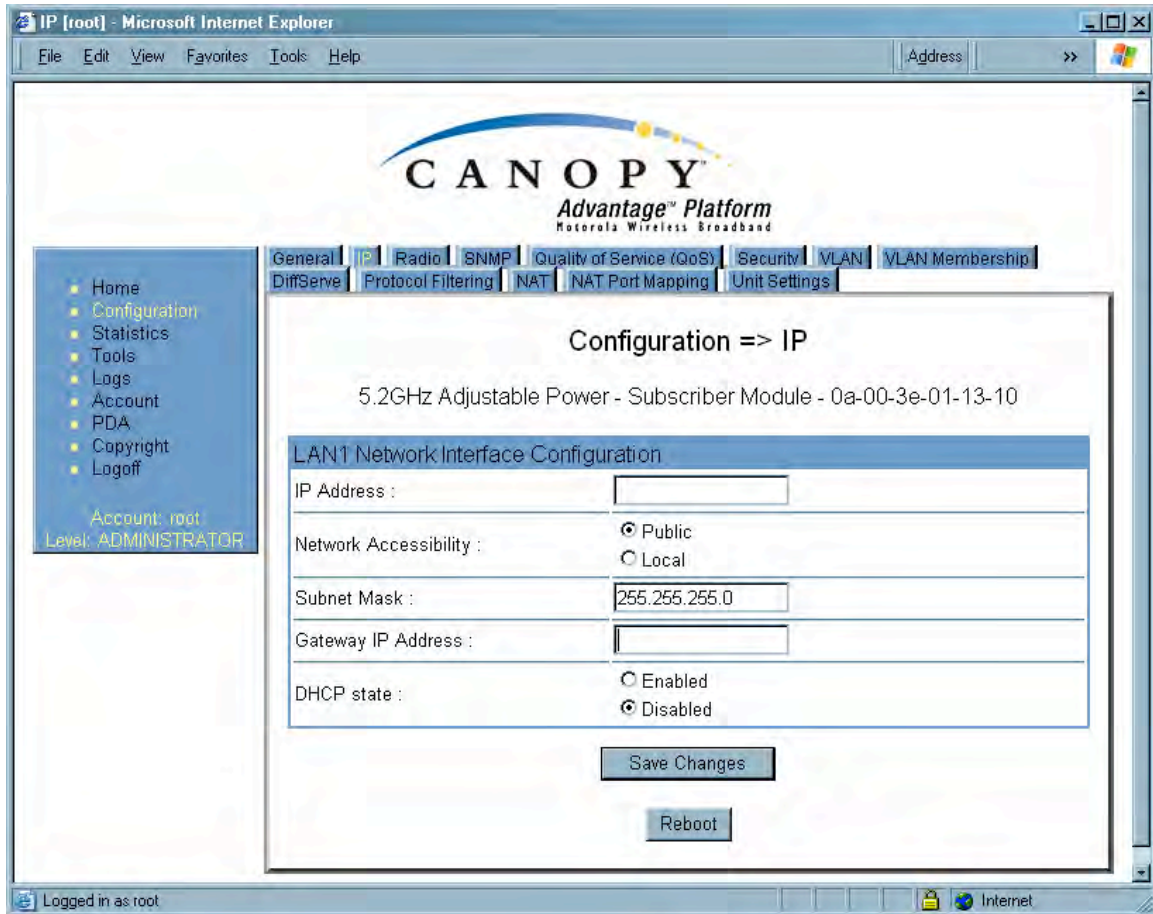 IP [root] - Microsoft Internet Explorer
File Edit View Favorites Tools Help Address »
CANOPY™
Advantage™ Platform
Motorola Wireless Broadband
General IP Radio SNMP Quality of Service (QoS) Security VLAN VLAN Membership
DiffServe Protocol Filtering NAT NAT Port Mapping Unit Settings
Home
Configuration
Statistics
Tools
Logs
Account
PDA
Copyright
Logoff
Account: root
Level: ADMINISTRATOR
Configuration => IP
5.2GHz Adjustable Power - Subscriber Module - 0a-00-3e-01-13-10
LAN1 Network Interface Configuration
IP Address :
Network Accessibility :
Public
Local
Subnet Mask : 255.255.255.0
Gateway IP Address :
DHCP state :
Enabled
Disabled
Save Changes
Reboot
Logged in as root Internet